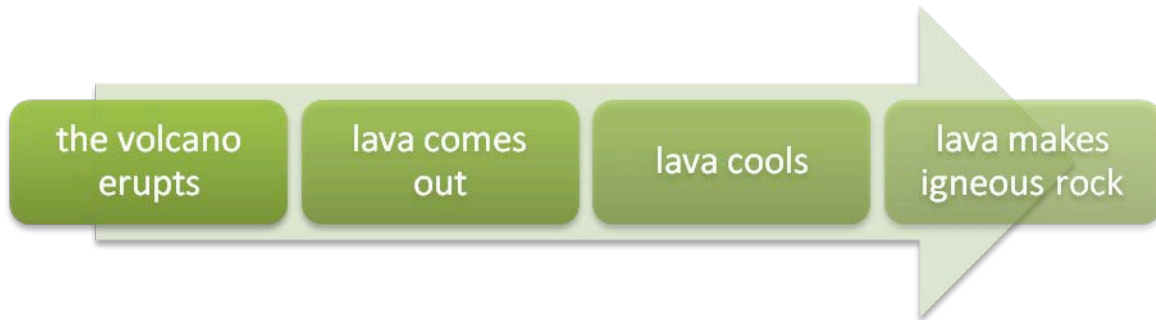 the volcano
erupts
lava comes
out
lava cools
lava makes
igneous rock